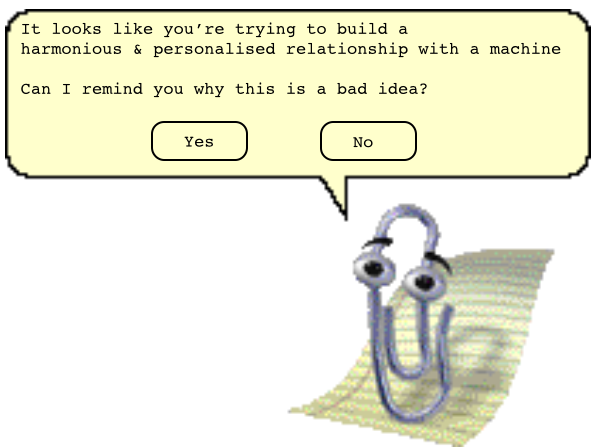 It looks like you’re trying to build a
harmonious & personalised relationship with a machine
Can I remind you why this is a bad idea?
Yes No